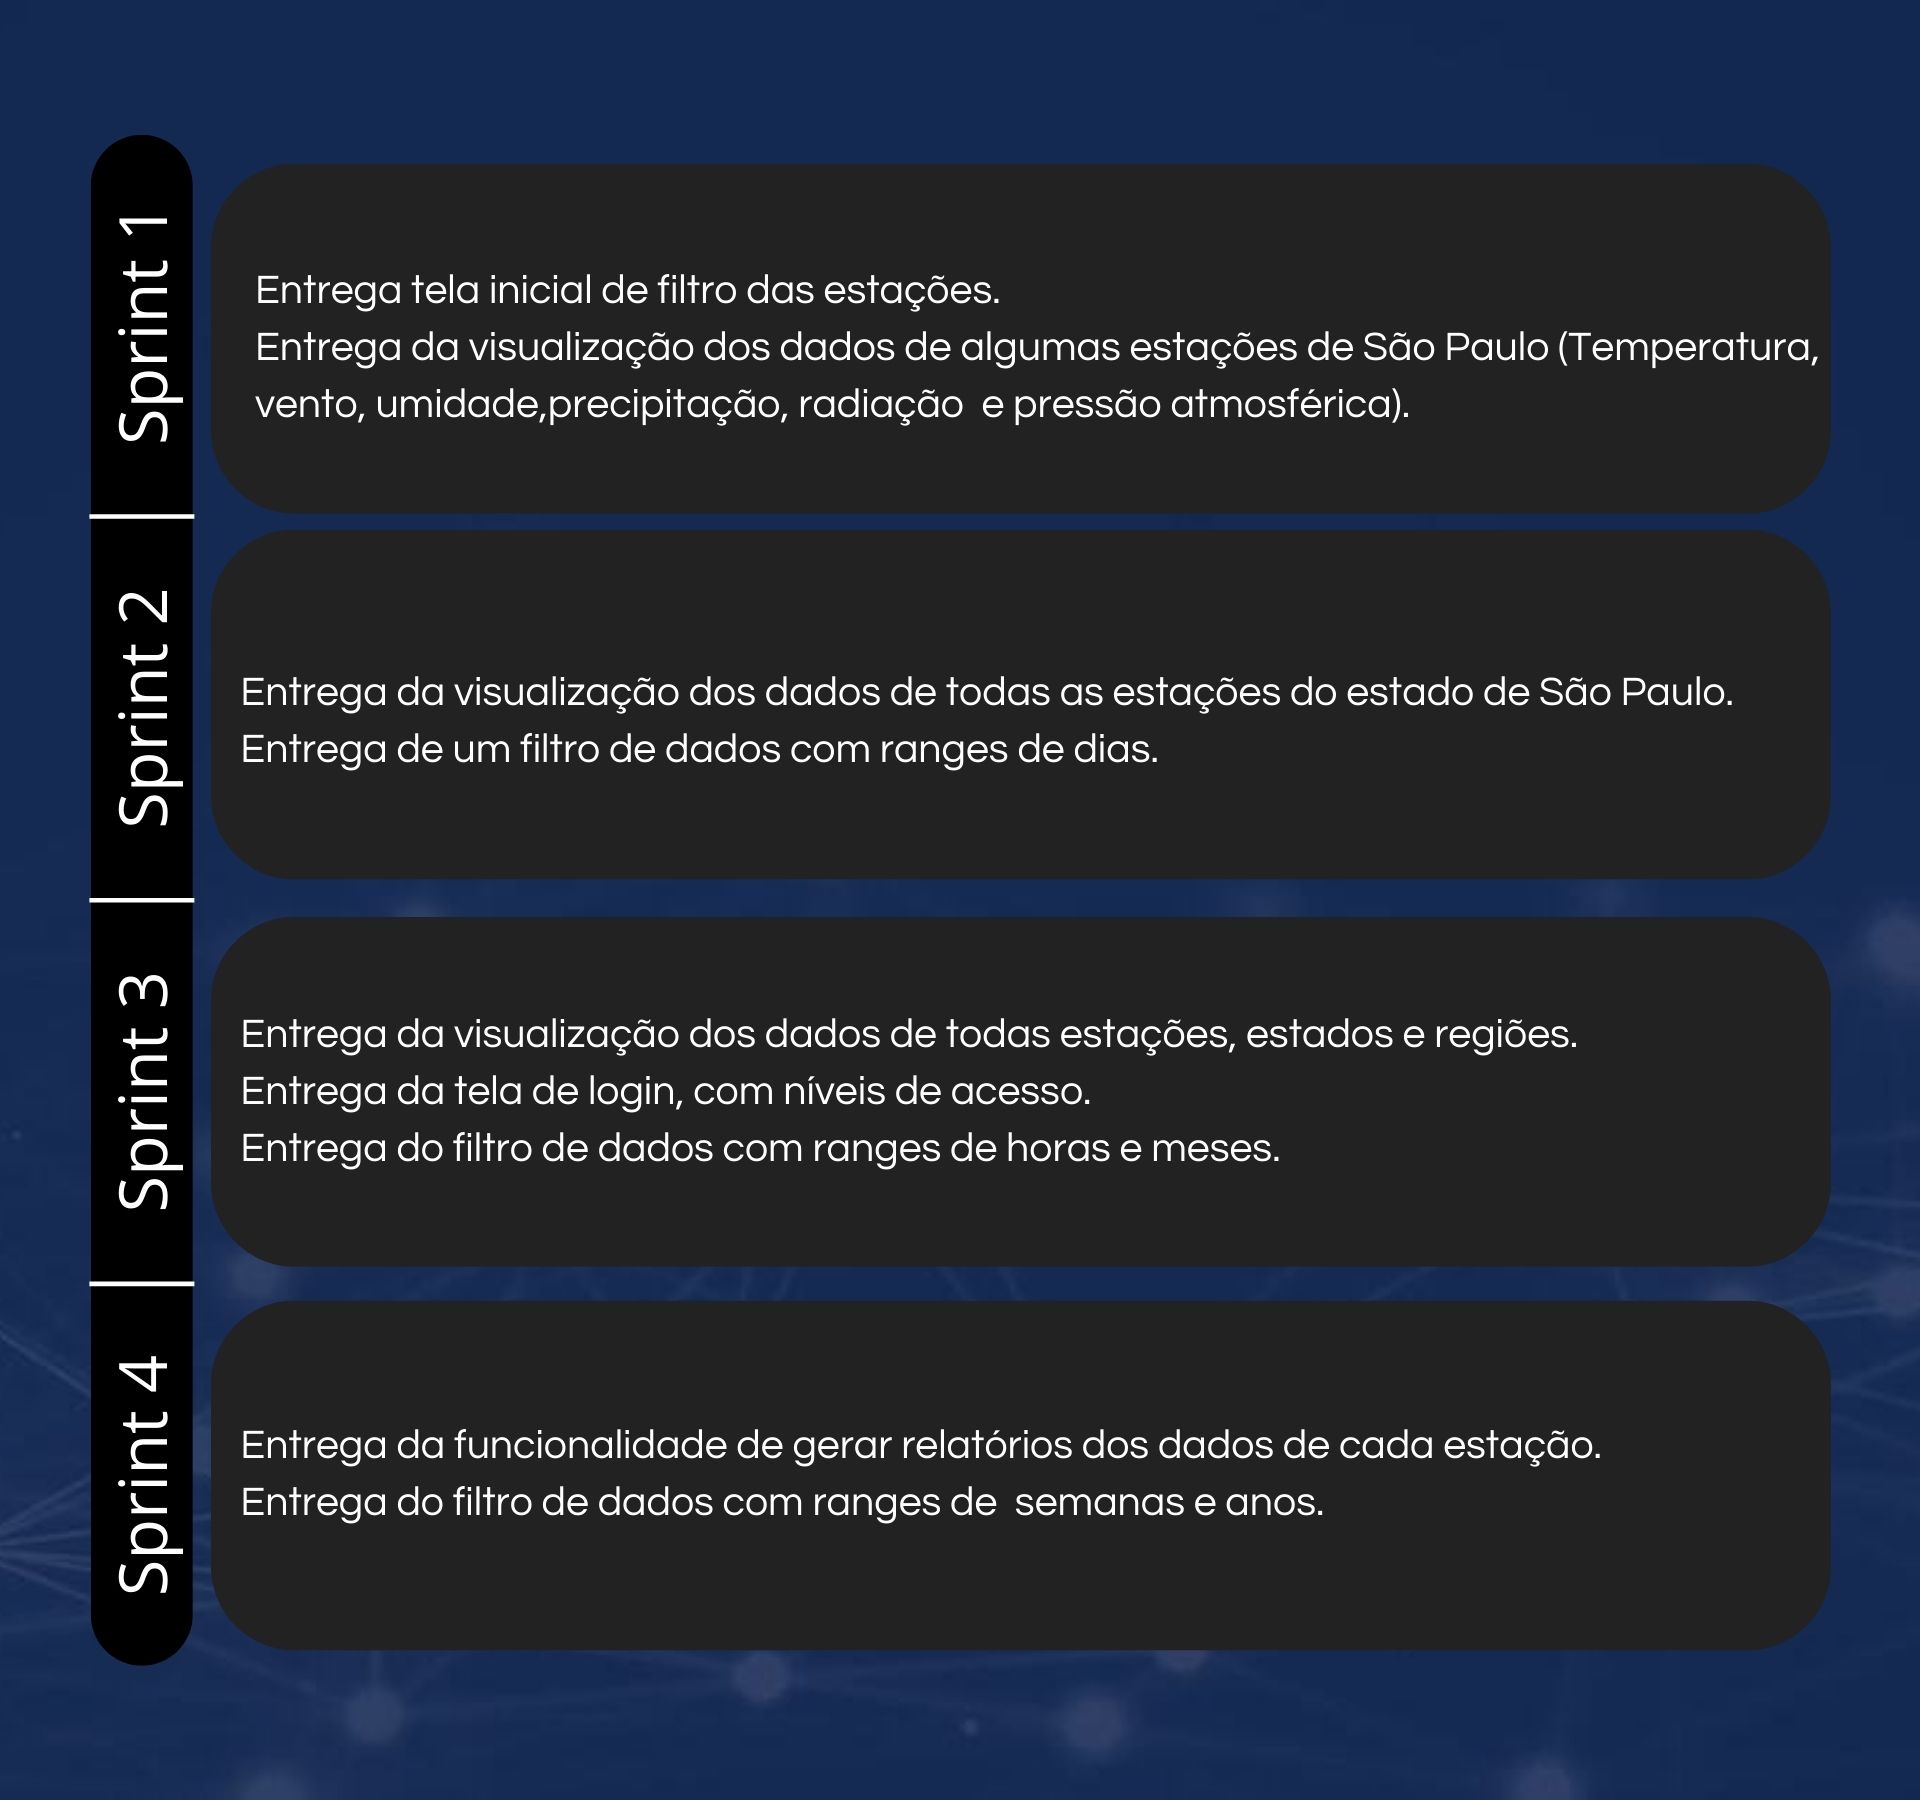 Sprint 1
Entrega tela inicial de filtro das estações.
Entrega da visualização dos dados de algumas estações de São Paulo (Temperatura,
vento, umidade,precipitação, radiação  e pressão atmosférica).
Sprint 2
Entrega da visualização dos dados de todas as estações do estado de São Paulo.
Entrega de um filtro de dados com ranges de dias.
Sprint 3
Entrega da visualização dos dados de todas estações, estados e regiões.
Entrega da tela de login, com níveis de acesso.
Entrega do filtro de dados com ranges de horas e meses.
Sprint 4
Entrega da funcionalidade de gerar relatórios dos dados de cada estação.
Entrega do filtro de dados com ranges de  semanas e anos.